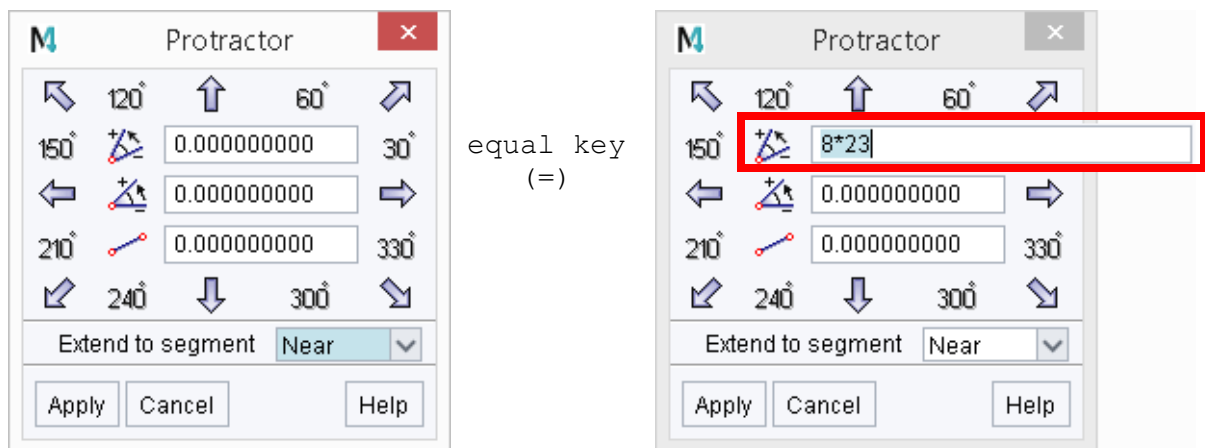 Protractor
120°
60°
150°
0.000000000
30°
0.000000000
210°
0.000000000
330°
240°
300°
Extend to segment
Near
Apply
Cancel
Help
equal key
(=)
Protractor
120°
60°
150°
8*23
0.000000000
210°
0.000000000
330°
240°
300°
Extend to segment
Near
Apply
Cancel
Help